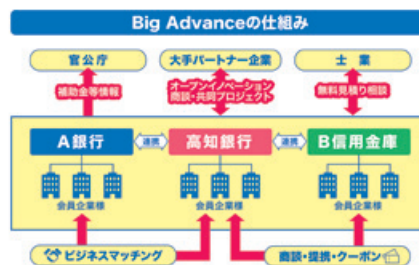 Big Advanceの仕組み
官公庁
大手パートナー企業
士業
補助金等情報
オープンイノベーション
商談・共同プロジェクト
無料見積り相談
A銀行
連携
高知銀行
連携
B信用金庫
会員企業様
会員企業様
会員企業様
ビジネスマッチング
商談・提携・クーポン